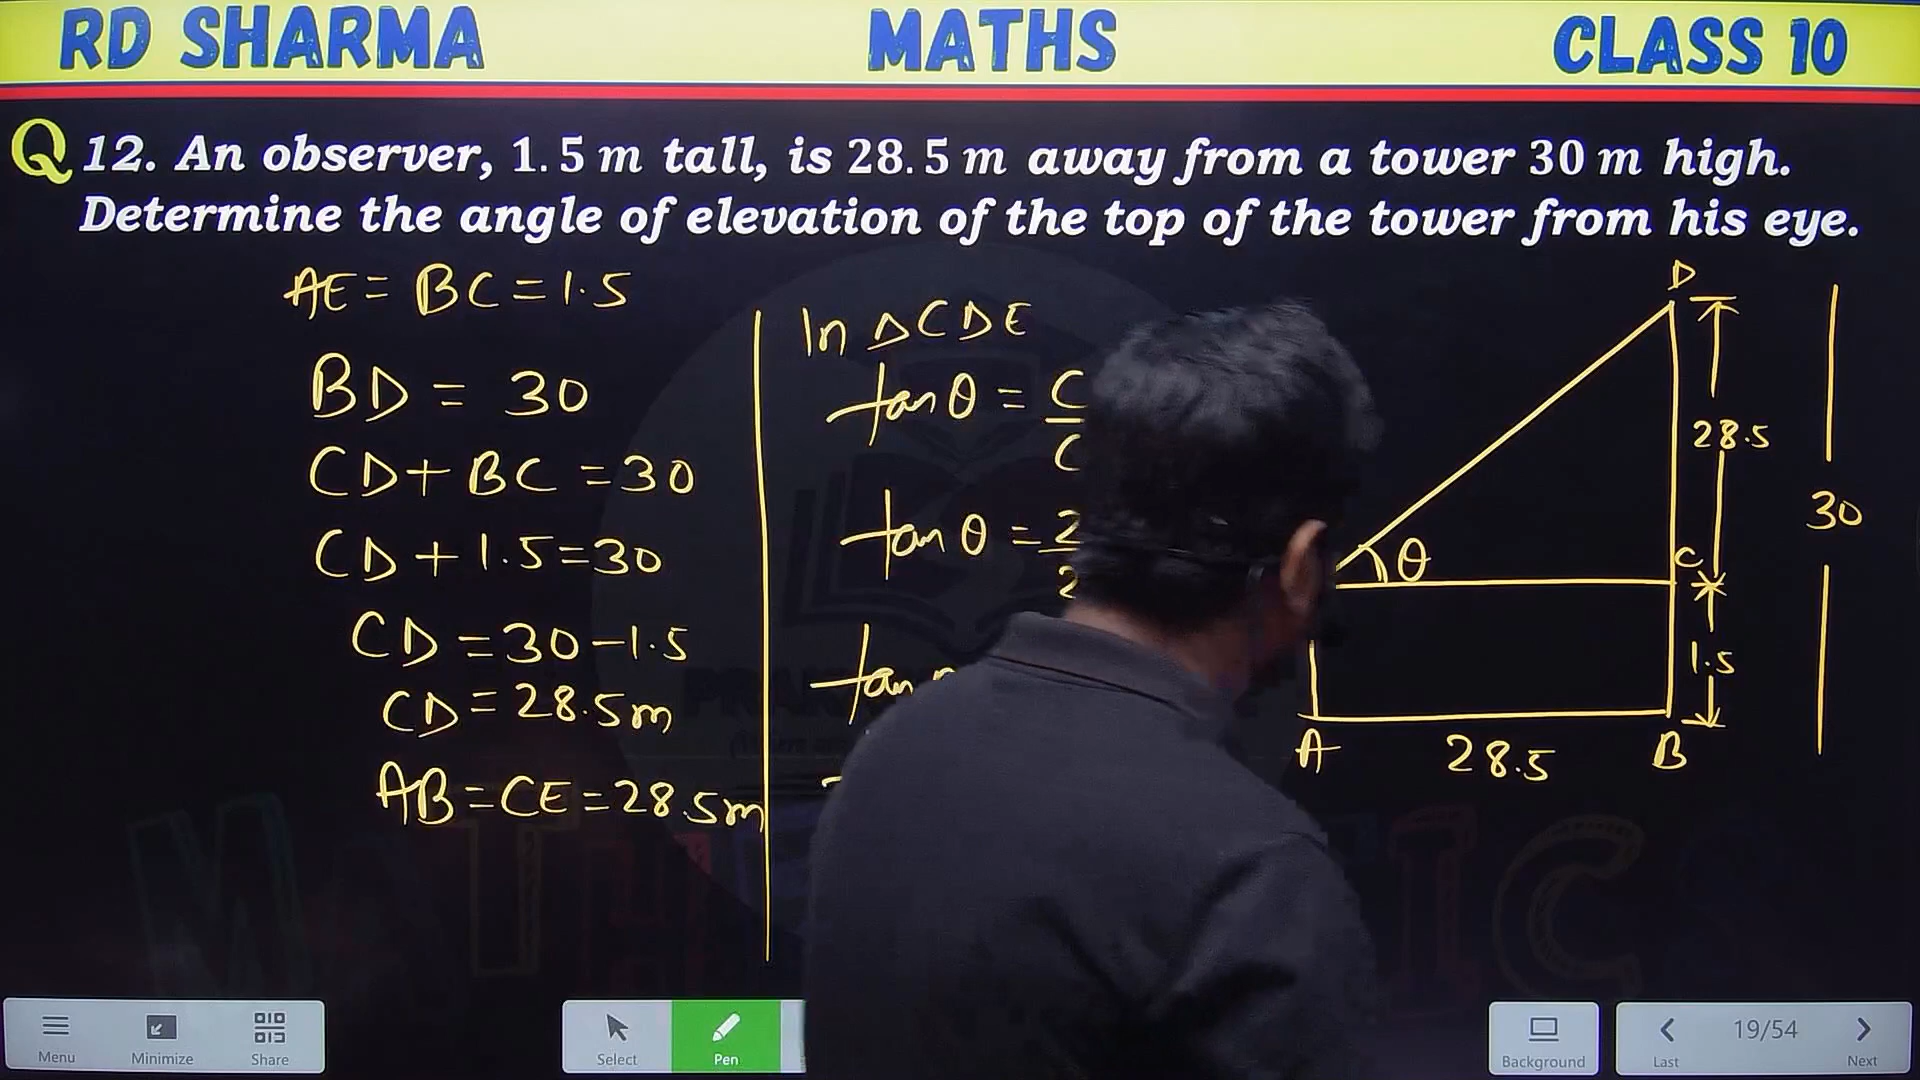 RD SHARMA MATHS CLASS 10
Q 12. An observer, 1.5 m tall, is 28.5 m away from a tower 30 m high.
Determine the angle of elevation of the top of the tower from his eye.
AE = BC = 1.5
BD = 30
CD + BC = 30
CD + 1.5 = 30
CD = 30 - 1.5
CD = 28.5m
AB = CE = 28.5m
In ΔCDE
tan θ = C
C
tan θ = 2
2
tan
D
28.5
30
θ
C
1.5
A
28.5
B
Menu
Minimize
Share
Select
Pen
Background
19/54
Last
Next